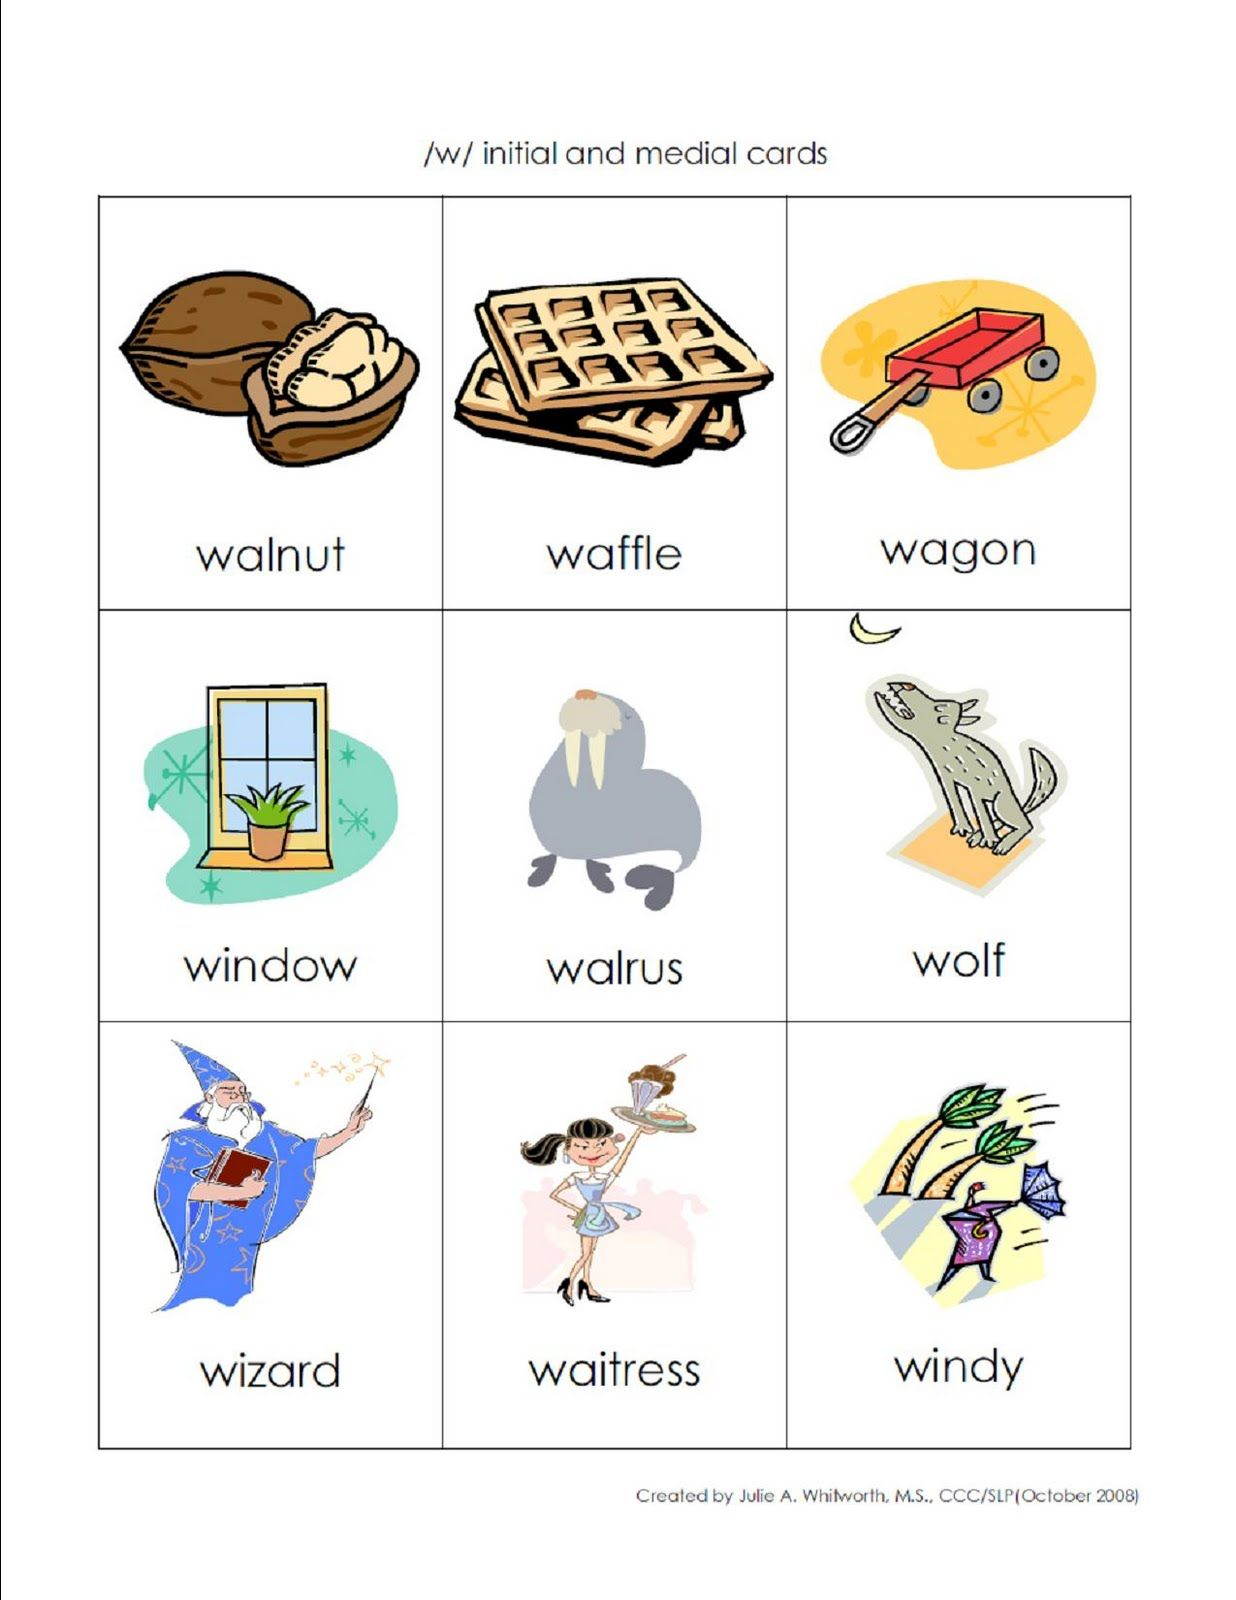 /w/ initial and medial cards
walnut
waffle
wagon
window
walrus
wolf
wizard
waitress
windy
Created by Julie A. Whitworth, M.S., CCC/SLP(October 2008)